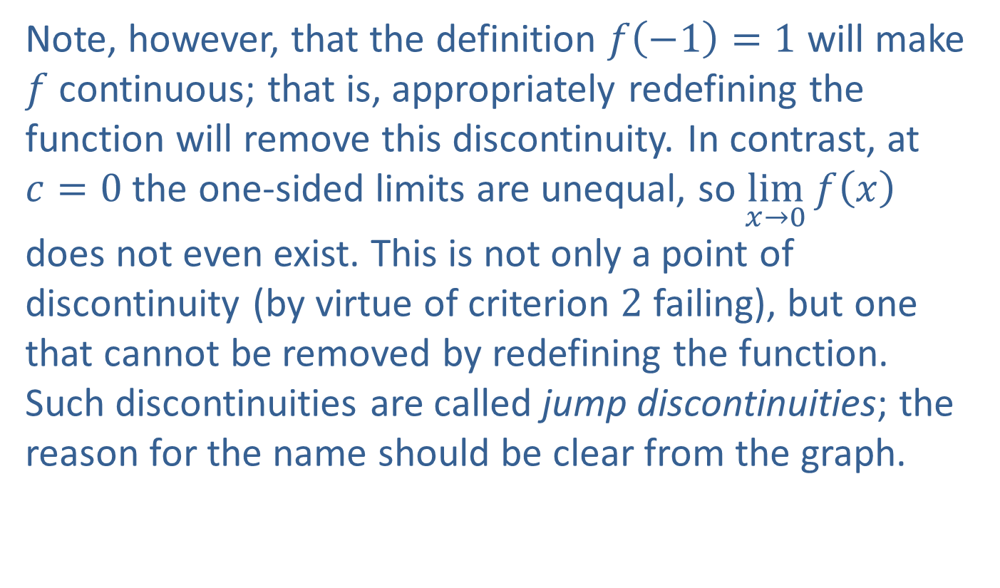 Note, however, that the definition f(−1) = 1 will make
f continuous; that is, appropriately redefining the
function will remove this discontinuity. In contrast, at
c = 0 the one-sided limits are unequal, so lim f(x)
x→0
does not even exist. This is not only a point of
discontinuity (by virtue of criterion 2 failing), but one
that cannot be removed by redefining the function.
Such discontinuities are called jump discontinuities; the
reason for the name should be clear from the graph.